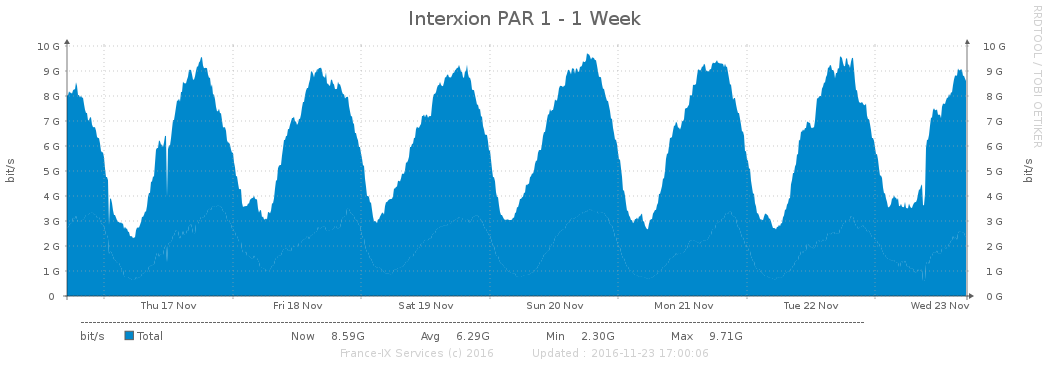 Interxion PAR 1 - 1 Week
RRDTOOL / TOBI OETIKER
10 G 10 G
9 G 9 G
8 G 8 G
7 G 7 G
6 G 6 G
5 G 5 G
4 G 4 G
3 G 3 G
2 G 2 G
1 G 1 G
0 0 G
bit/s
bit/s
Thu 17 Nov Fri 18 Nov Sat 19 Nov Sun 20 Nov Mon 21 Nov Tue 22 Nov Wed 23 Nov
bit/s Total Now 8.59G Avg 6.29G Min 2.30G Max 9.71G
France-IX Services (c) 2016 Updated : 2016-11-23 17:00:06